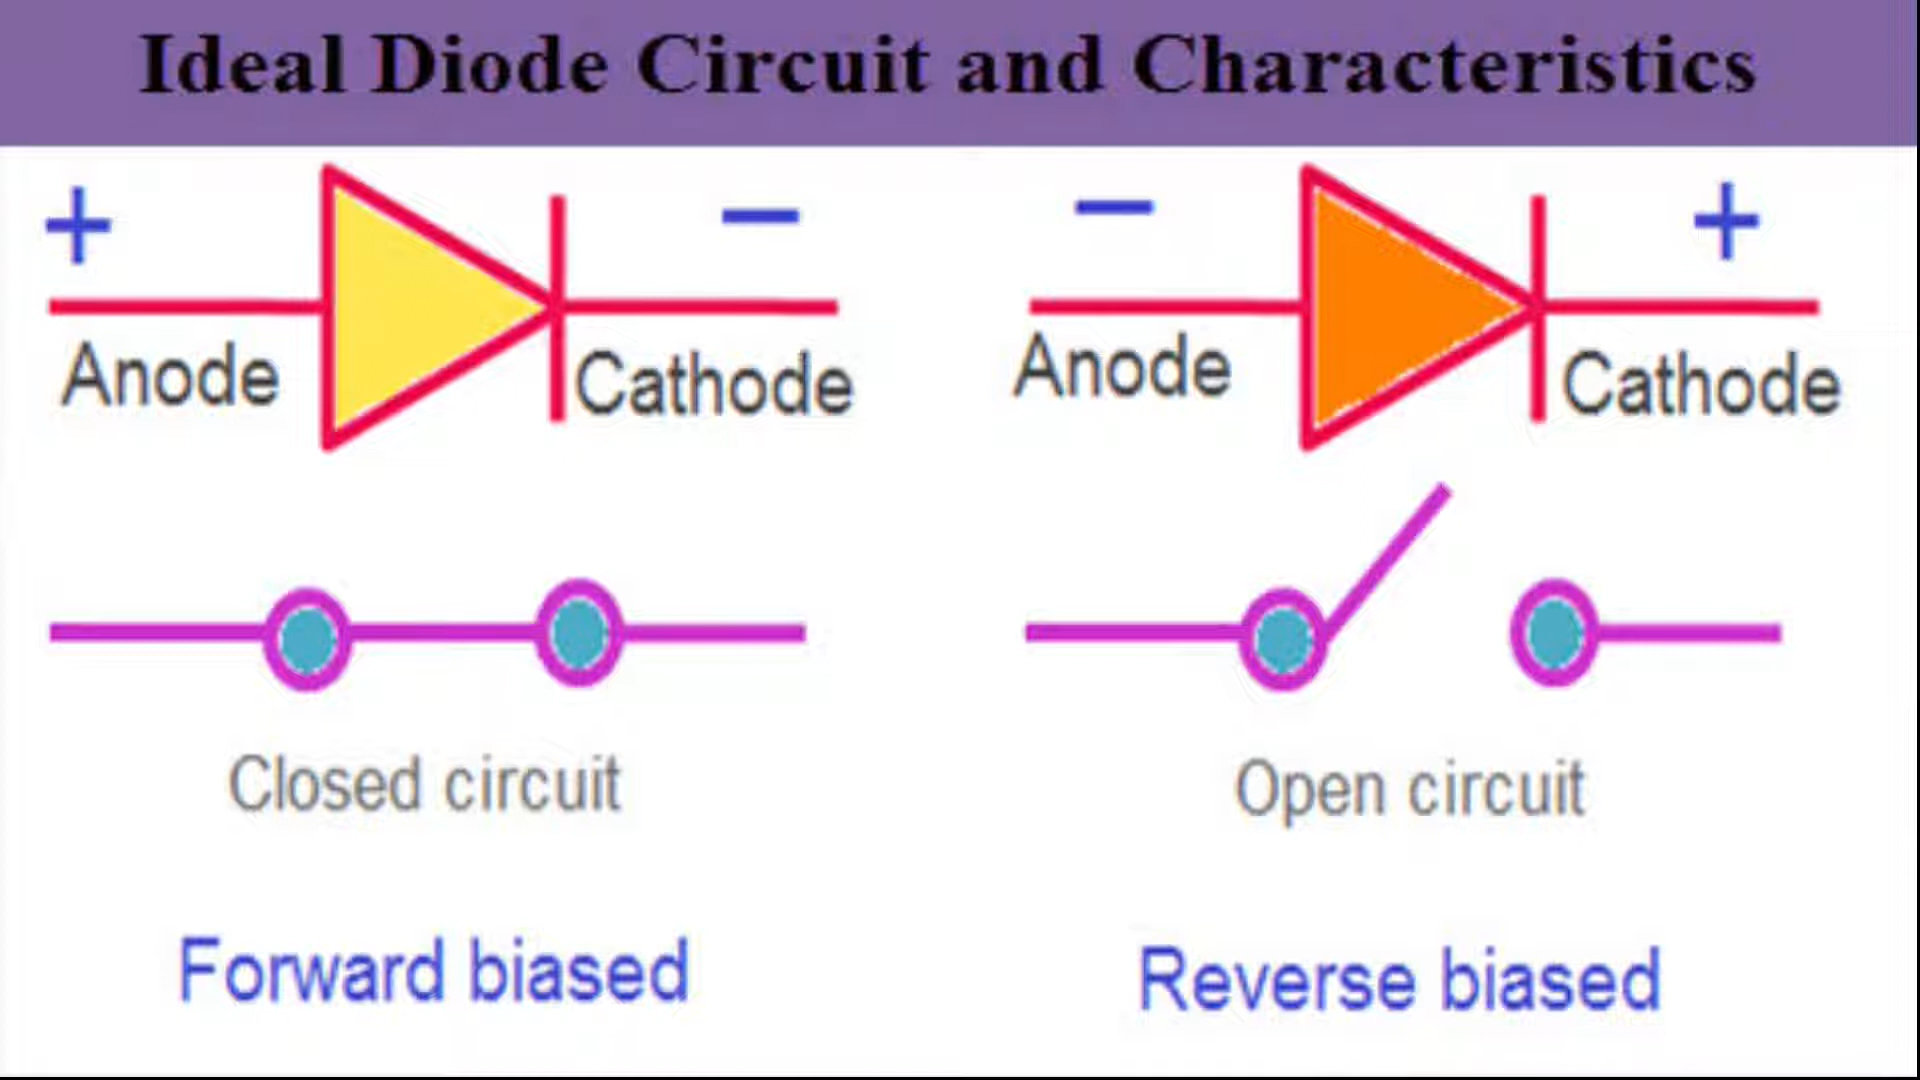 Ideal Diode Circuit and Characteristics
+ −
Anode Cathode
− +
Anode Cathode
Closed circuit
Open circuit
Forward biased
Reverse biased